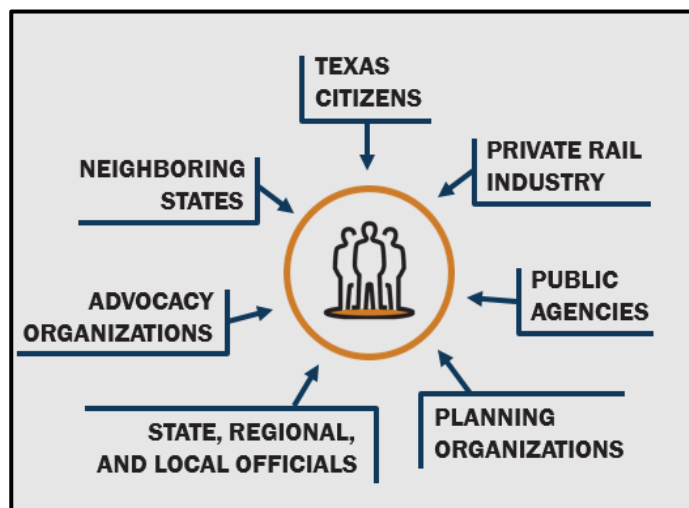 TEXAS
CITIZENS
PRIVATE RAIL
INDUSTRY
PUBLIC
AGENCIES
PLANNING
ORGANIZATIONS
STATE, REGIONAL,
AND LOCAL OFFICIALS
ADVOCACY
ORGANIZATIONS
NEIGHBORING
STATES